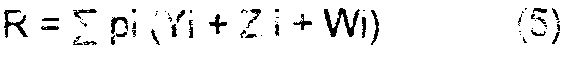 R = ∑ pi (Yi + Z i + Wi) (5)